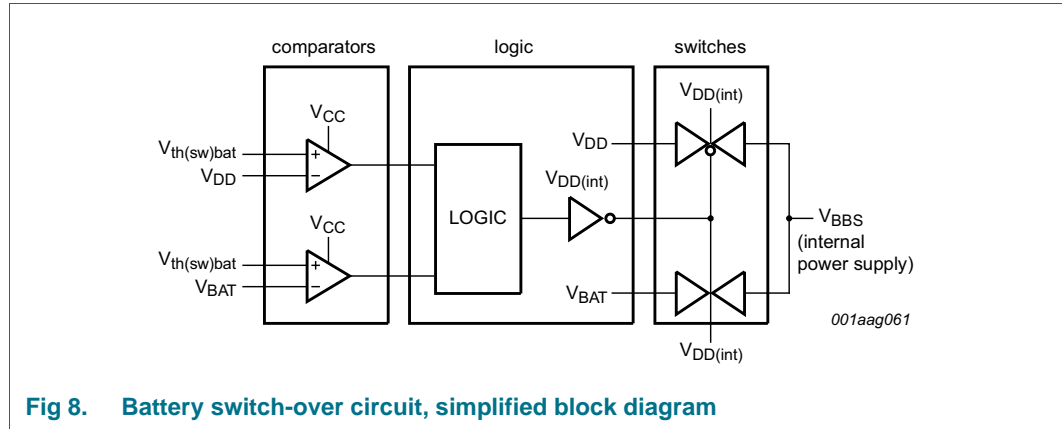 comparators
logic
switches
VCC
Vth(sw)bat
+
VDD
−
VCC
Vth(sw)bat
+
VBAT
−
LOGIC
VDD(int)
VDD
VBAT
VDD(int)
VDD(int)
VBBS
(internal
power supply)
001aag061
Fig 8. Battery switch-over circuit, simplified block diagram